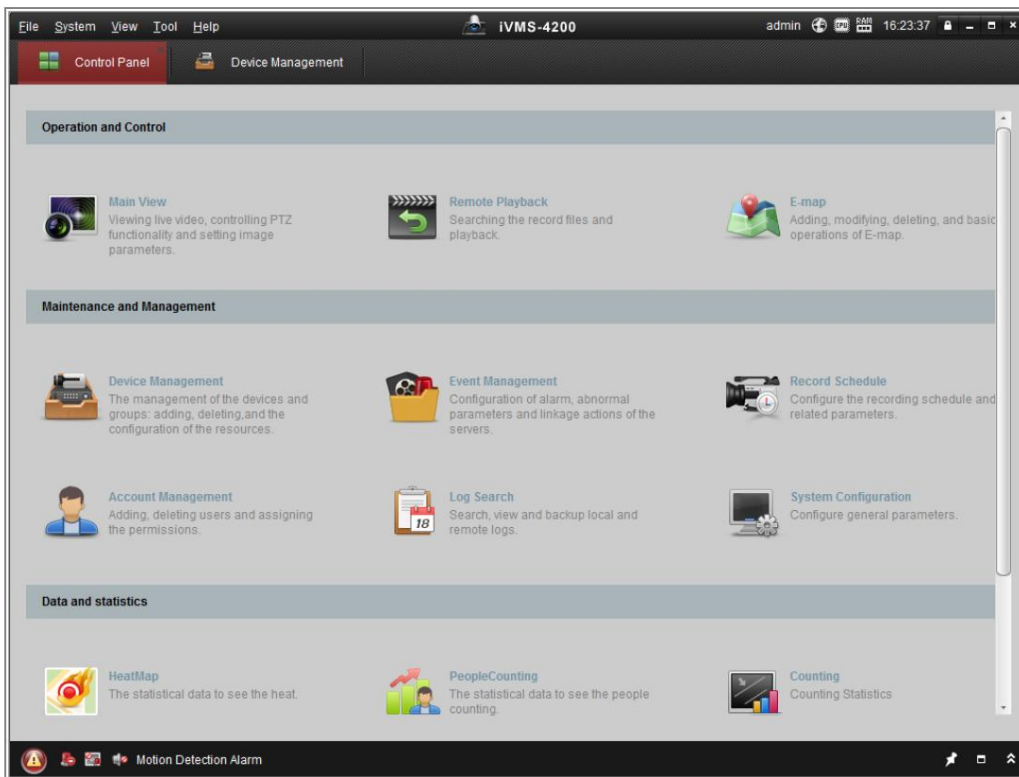 File System View Tool Help iVMS-4200 admin CPU RAM 16:23:37
Control Panel Device Management
Operation and Control
Main View
Viewing live video, controlling PTZ
functionality and setting image
parameters.
Remote Playback
Searching the record files and
playback.
E-map
Adding, modifying, deleting, and basic
operations of E-map.
Maintenance and Management
Device Management
The management of the devices and
groups: adding, deleting,and the
configuration of the resources.
Event Management
Configuration of alarm, abnormal
parameters and linkage actions of the
servers.
Record Schedule
Configure the recording schedule and
related parameters.
Account Management
Adding, deleting users and assigning
the permissions.
Log Search
Search, view and backup local and
remote logs.
18
System Configuration
Configure general parameters.
Data and statistics
HeatMap
The statistical data to see the heat.
PeopleCounting
The statistical data to see the people
counting.
Counting
Counting Statistics
Motion Detection Alarm